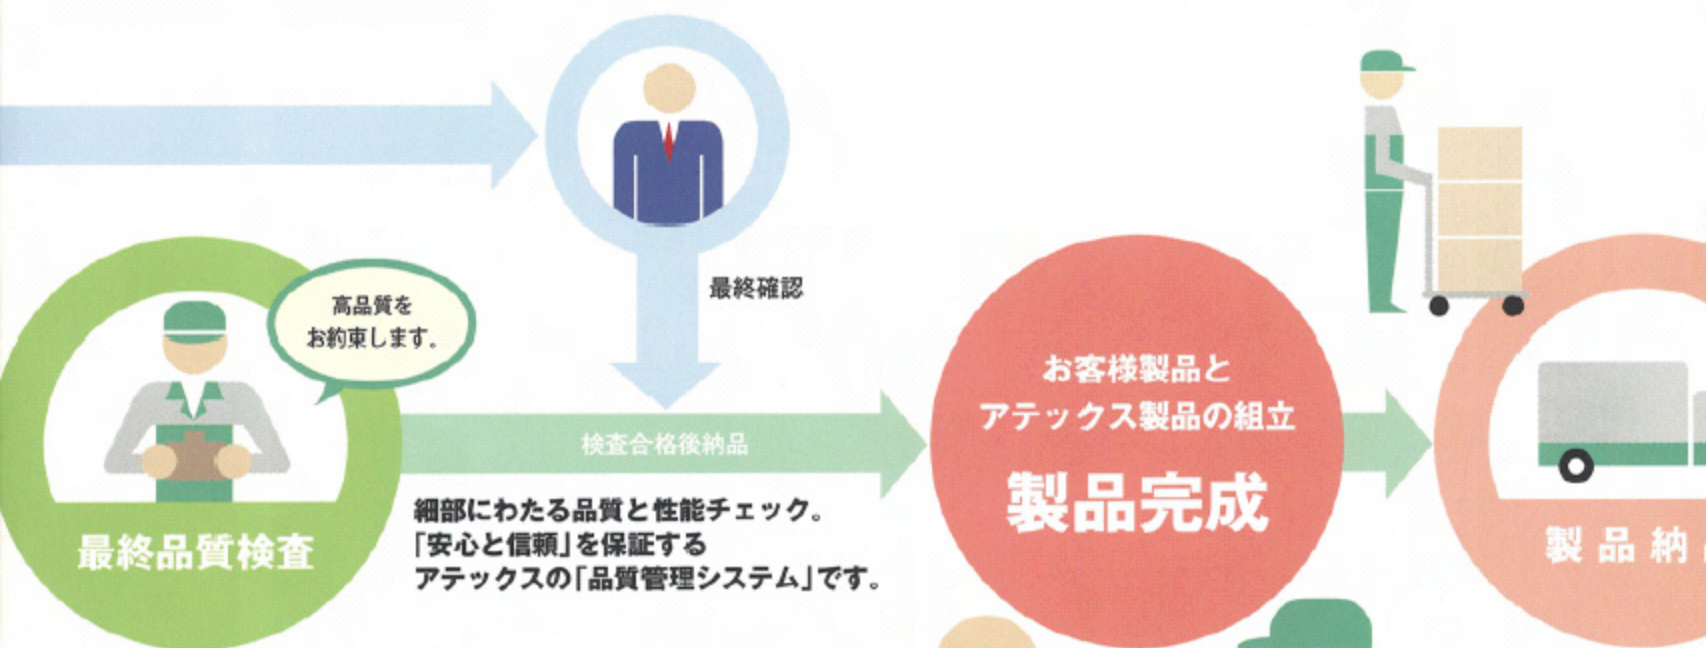 高品質を
お約束します。
最終確認
最終品質検査
検査合格後納品
細部にわたる品質と性能チェック。
「安心と信頼」を保証する
アテックスの「品質管理システム」です。
お客様製品と
アテックス製品の組立
製品完成
製品納